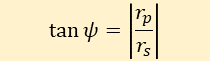 tan ψ = |r_p / r_s|